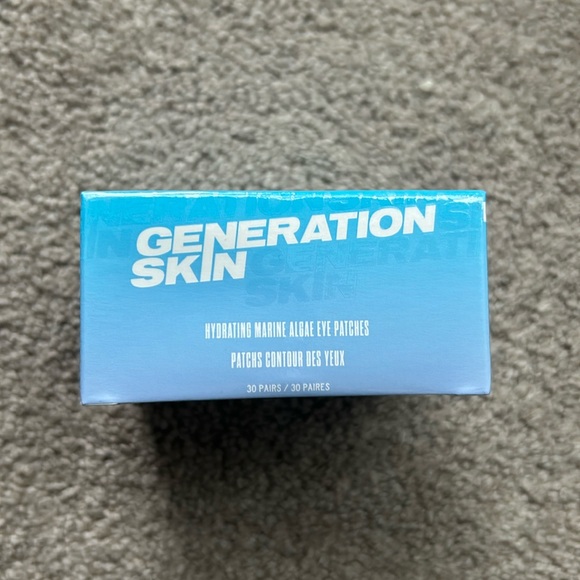 GENERATION
SKIN
HYDRATING MARINE ALGAE EYE PATCHES
PATCHS CONTOUR DES YEUX
30 PAIRS / 30 PAIRES